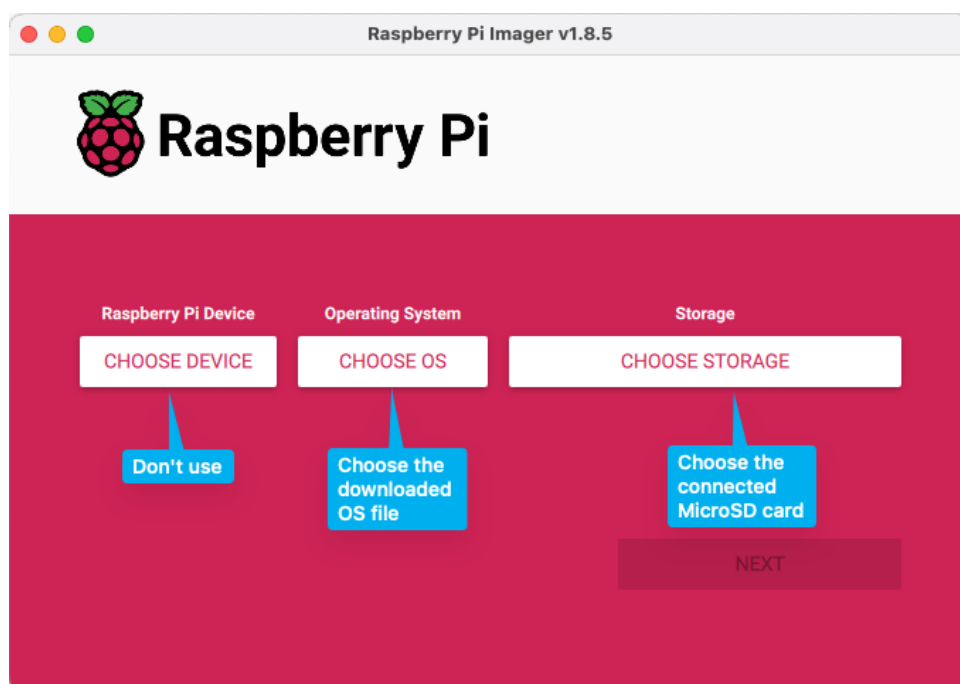 Raspberry Pi Imager v1.8.5
Raspberry Pi
Raspberry Pi Device
Operating System
Storage
CHOOSE DEVICE
CHOOSE OS
CHOOSE STORAGE
Don't use
Choose the
downloaded
OS file
Choose the
connected
MicroSD card
NEXT